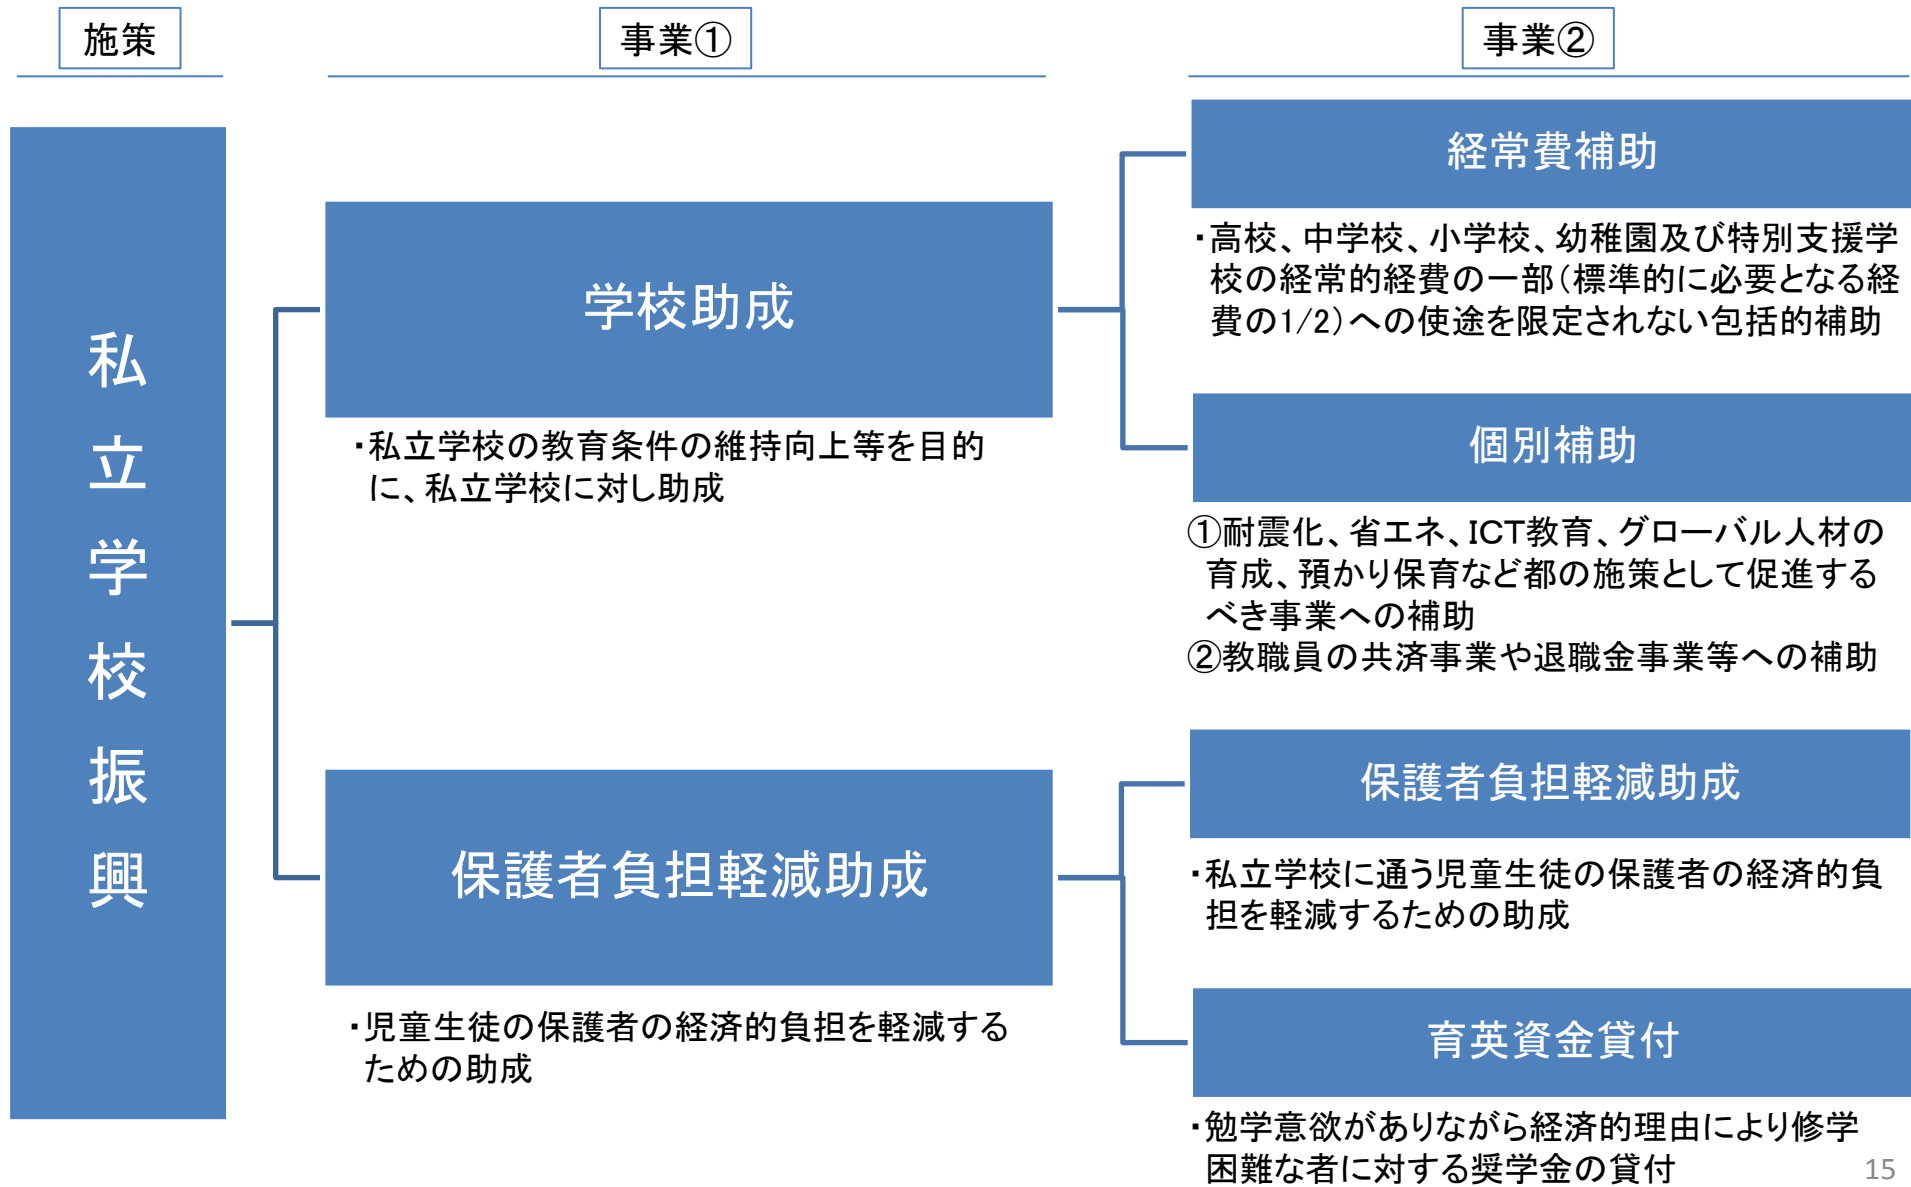 施策
事業①
事業②
私立学校振興
学校助成
・私立学校の教育条件の維持向上等を目的
に、私立学校に対し助成
保護者負担軽減助成
・児童生徒の保護者の経済的負担を軽減する
ための助成
経常費補助
・高校、中学校、小学校、幼稚園及び特別支援学
校の経常的経費の一部（標準的に必要となる経
費の1/2）への使途を限定されない包括的補助
個別補助
①耐震化、省エネ、ICT教育、グローバル人材の
育成、預かり保育など都の施策として促進する
べき事業への補助
②教職員の共済事業や退職金事業等への補助
保護者負担軽減助成
・私立学校に通う児童生徒の保護者の経済的負
担を軽減するための助成
育英資金貸付
・勉学意欲がありながら経済的理由により修学
困難な者に対する奨学金の貸付
15